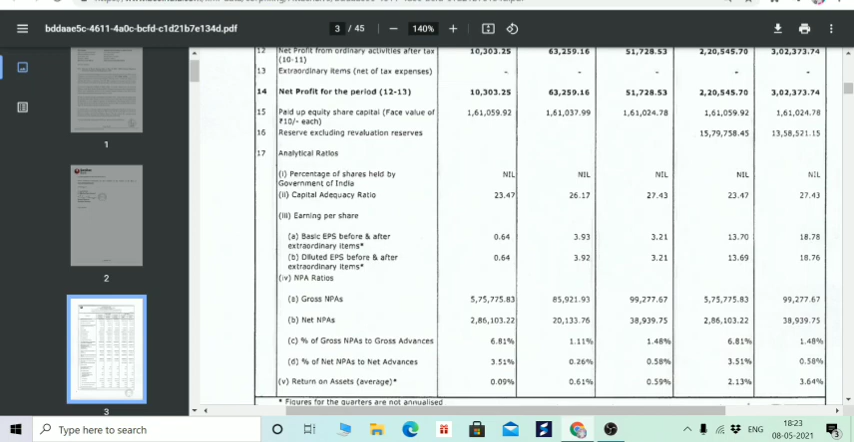 bddaae5c-4611-4a0c-bcfd-c1d21b7e134d.pdf
3 / 45
140%
1
2
3
12 Net Profit from ordinary activities after tax (10-11) 10,303.25 63,259.16 51,728.53 2,20,545.70 3,02,373.74
13 Extraordinary items (net of tax expenses) - - - - -
14 Net Profit for the period (12-13) 10,303.25 63,259.16 51,728.53 2,20,545.70 3,02,373.74
15 Paid up equity share capital (Face value of ₹10/- each) 1,61,059.92 1,61,037.99 1,61,024.78 1,61,059.92 1,61,024.78
16 Reserve excluding revaluation reserves 15,79,758.45 13,58,521.15
17 Analytical Ratios
(i) Percentage of shares held by Government of India NIL NIL NIL NIL NIL
(ii) Capital Adequacy Ratio 23.47 26.17 27.43 23.47 27.43
(iii) Earning per share
(a) Basic EPS before & after extraordinary items* 0.64 3.93 3.21 13.70 18.78
(b) Diluted EPS before & after extraordinary items* 0.64 3.92 3.21 13.69 18.76
(iv) NPA Ratios
(a) Gross NPAs 5,75,775.83 85,921.93 99,277.67 5,75,775.83 99,277.67
(b) Net NPAs 2,86,103.22 20,133.76 38,939.75 2,86,103.22 38,939.75
(c) % of Gross NPAs to Gross Advances 6.81% 1.11% 1.48% 6.81% 1.48%
(d) % of Net NPAs to Net Advances 3.51% 0.26% 0.58% 3.51% 0.58%
(v) Return on Assets (average)* 0.09% 0.61% 0.59% 2.13% 3.64%
* Figures for the quarters are not annualised
Type here to search
ENG
18:23
08-05-2021
3